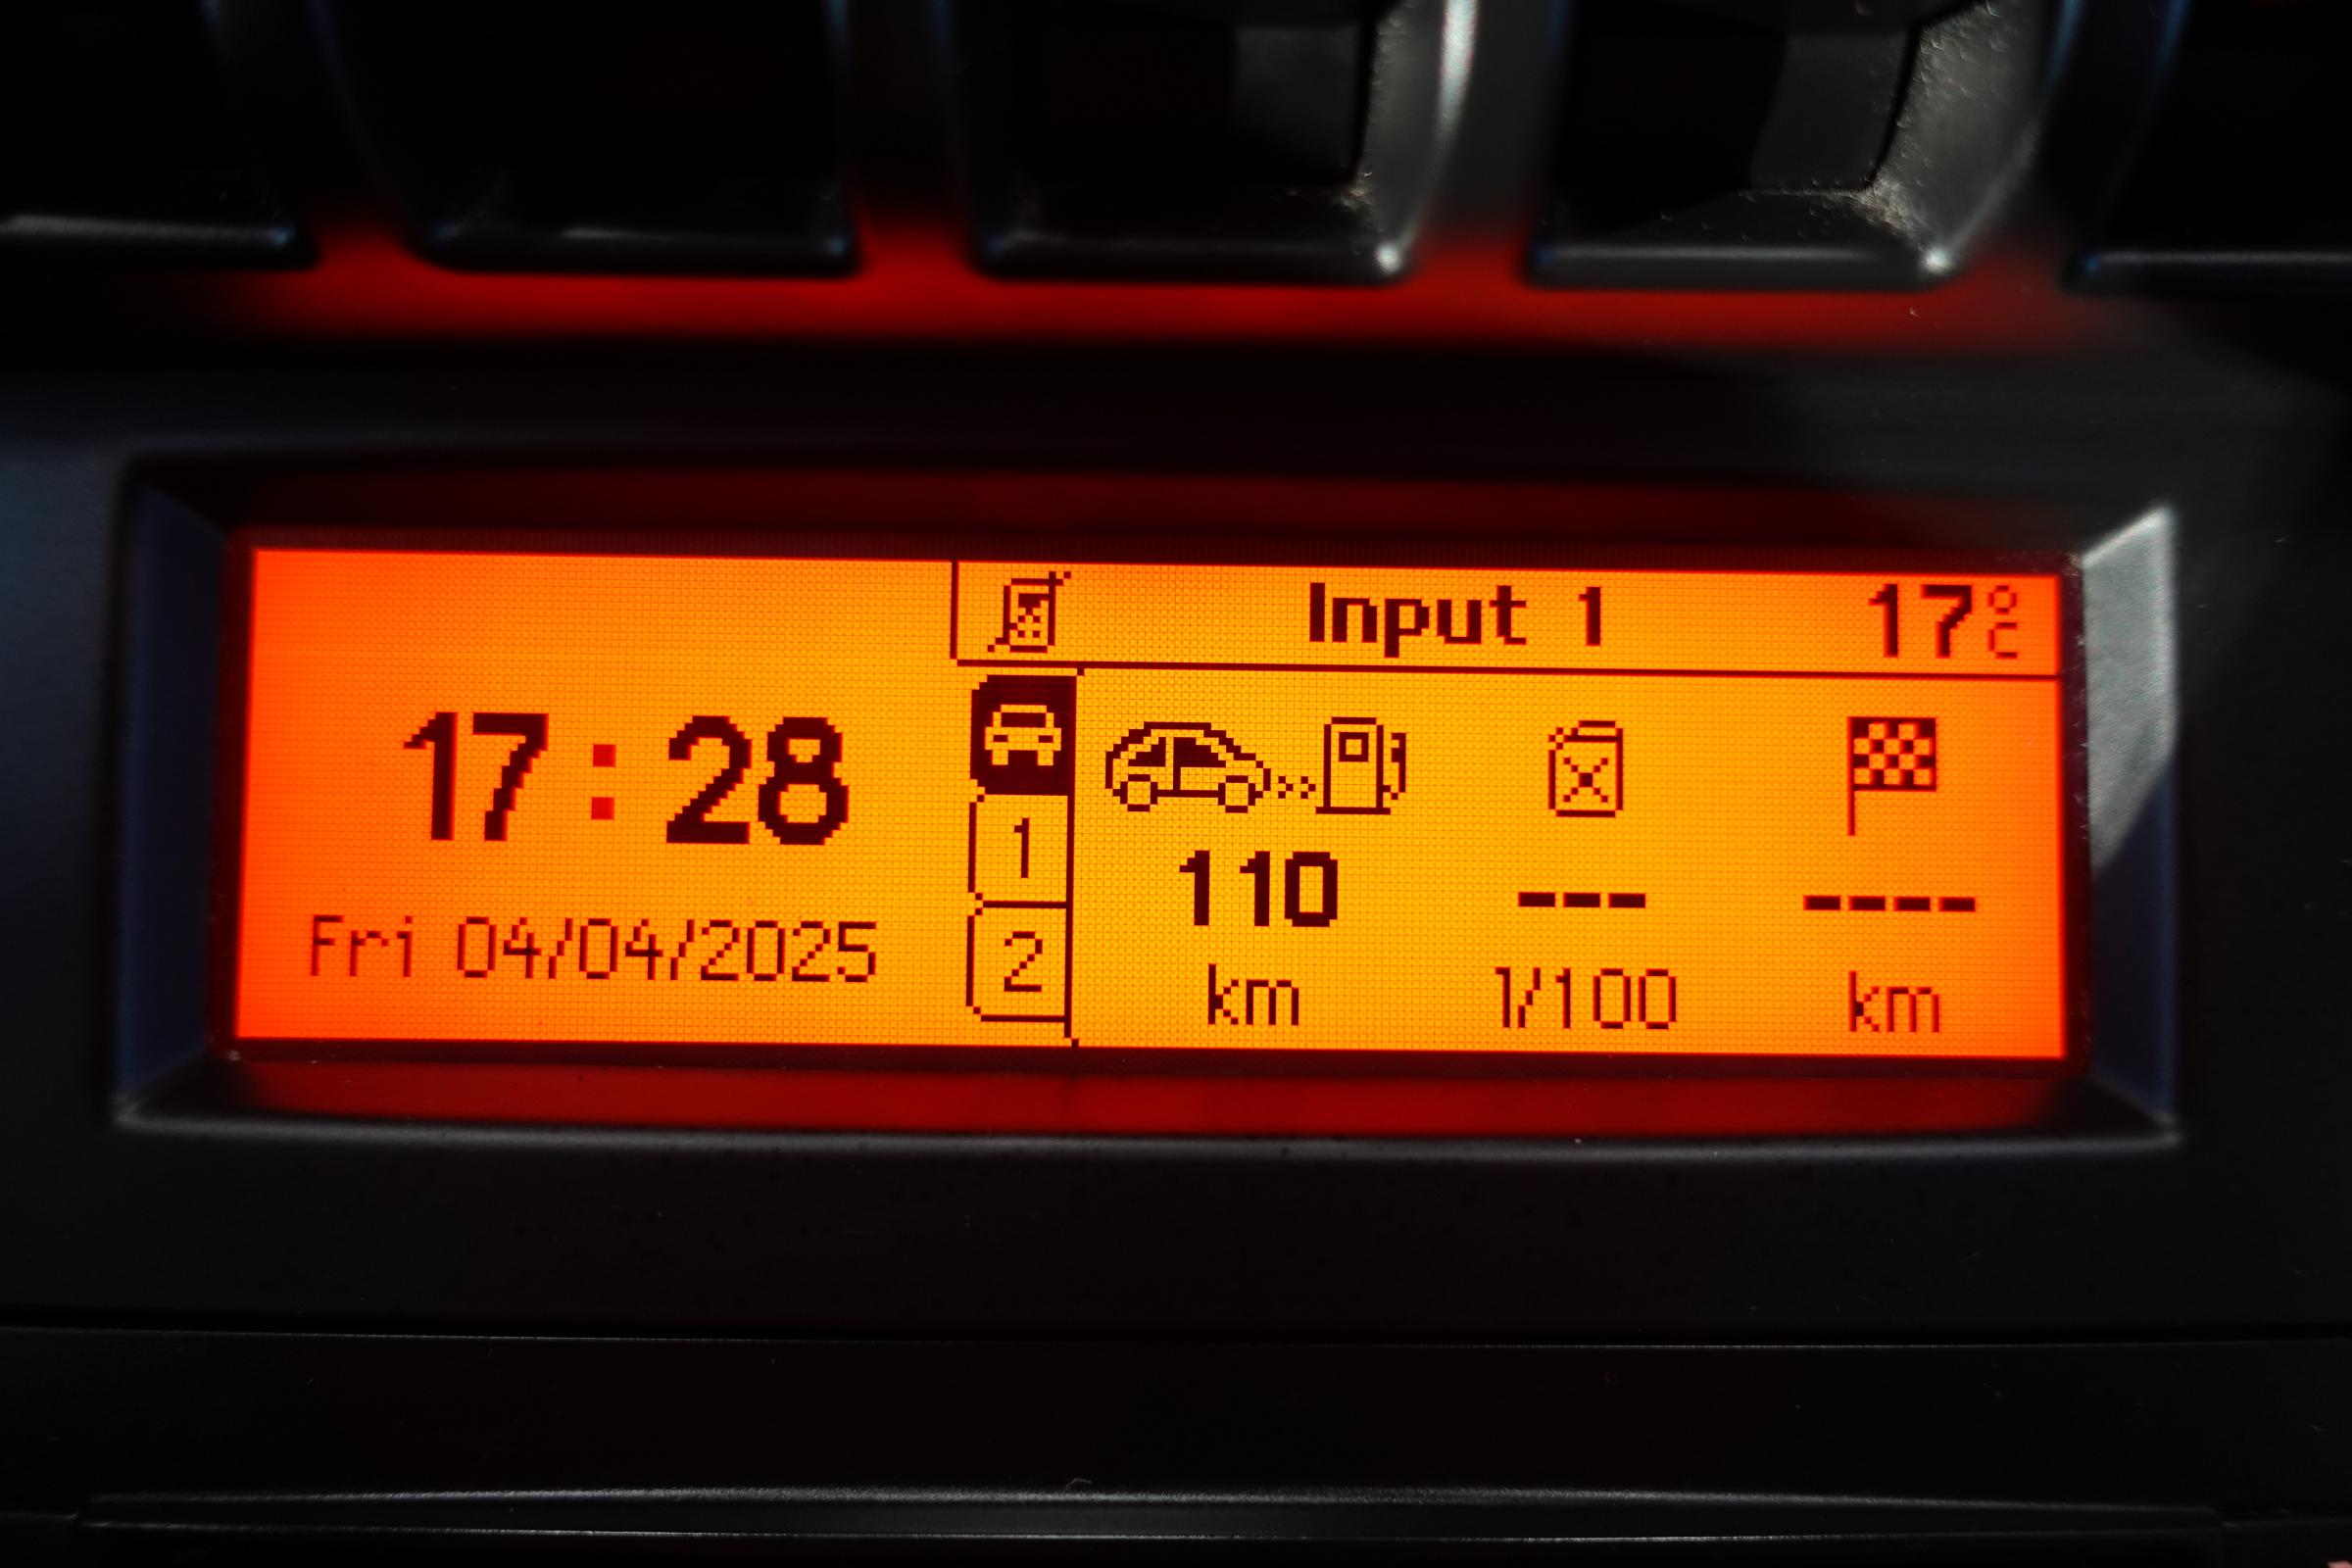 Input 1 17°C
17:28
1
2
110 --- ----
km l/100 km
Fri 04/04/2025